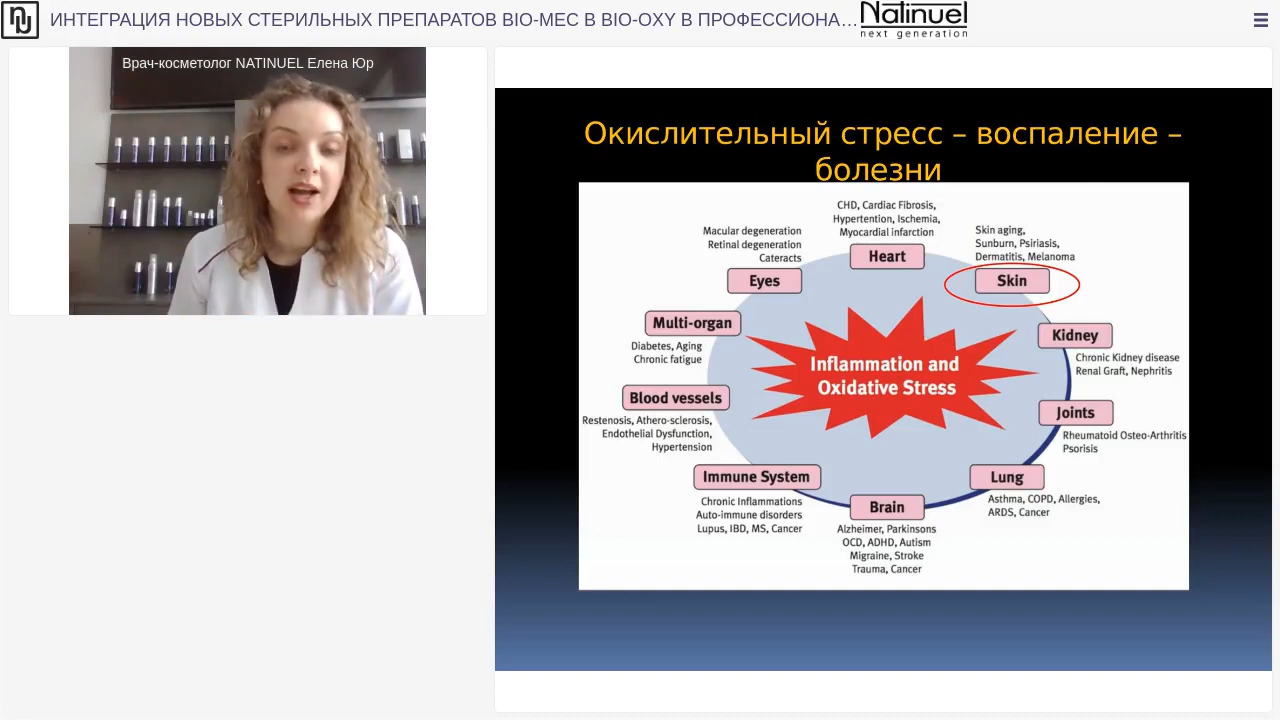 ИНТЕГРАЦИЯ НОВЫХ СТЕРИЛЬНЫХ ПРЕПАРАТОВ BIO-MEC В BIO-OXY В ПРОФЕССИОНА…
Natinuel
next generation
Врач-косметолог NATINUEL Елена Юр
Окислительный стресс – воспаление –
болезни
CHD, Cardiac Fibrosis,
Hypertention, Ischemia,
Myocardial infarction
Heart
Macular degeneration
Retinal degeneration
Cateracts
Eyes
Skin aging,
Sunburn, Psiriasis,
Dermatitis, Melanoma
Skin
Multi-organ
Diabetes, Aging
Chronic fatigue
Kidney
Chronic Kidney disease
Renal Graft, Nephritis
Inflammation and
Oxidative Stress
Blood vessels
Restenosis, Athero-sclerosis,
Endothelial Dysfunction,
Hypertension
Joints
Rheumatoid Osteo-Arthritis
Psorisis
Immune System
Chronic Inflammations
Auto-immune disorders
Lupus, IBD, MS, Cancer
Lung
Asthma, COPD, Allergies,
ARDS, Cancer
Brain
Alzheimer, Parkinsons
OCD, ADHD, Autism
Migraine, Stroke
Trauma, Cancer